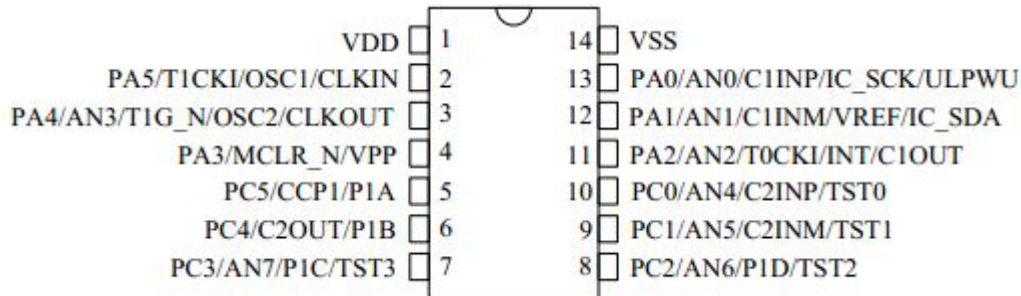 VDD 1 14 VSS
PA5/T1CKI/OSC1/CLKIN 2 13 PA0/AN0/C1INP/IC_SCK/ULPWU
PA4/AN3/T1G_N/OSC2/CLKOUT 3 12 PA1/AN1/C1INM/VREF/IC_SDA
PA3/MCLR_N/VPP 4 11 PA2/AN2/T0CKI/INT/C1OUT
PC5/CCP1/P1A 5 10 PC0/AN4/C2INP/TST0
PC4/C2OUT/P1B 6 9 PC1/AN5/C2INM/TST1
PC3/AN7/P1C/TST3 7 8 PC2/AN6/P1D/TST2